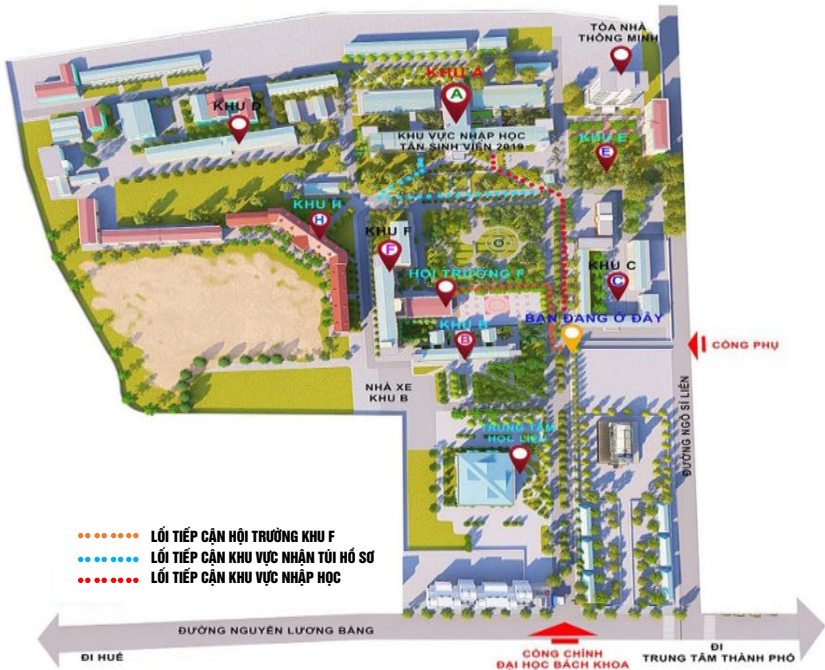 TÒA NHÀ
THÔNG MINH
KHU A
A
KHU D
KHU VỰC NHẬP HỌC
TÂN SINH VIÊN 2019
KHU E
E
KHU H
H
KHU F
F
HỘI TRƯỜNG F
KHU C
C
BẠN ĐANG Ở ĐÂY
KHU B
B
CỔNG PHỤ
NHÀ XE
KHU B
ĐƯỜNG NGÔ SĨ LIÊN
TRUNG TÂM
HỌC LIỆU
LỐI TIẾP CẬN HỘI TRƯỜNG KHU F
LỐI TIẾP CẬN KHU VỰC NHẬN TÚI HỒ SƠ
LỐI TIẾP CẬN KHU VỰC NHẬP HỌC
ĐƯỜNG NGUYỄN LƯƠNG BẰNG
ĐI HUẾ
CỔNG CHÍNH
ĐẠI HỌC BÁCH KHOA
ĐI
TRUNG TÂM THÀNH PHỐ